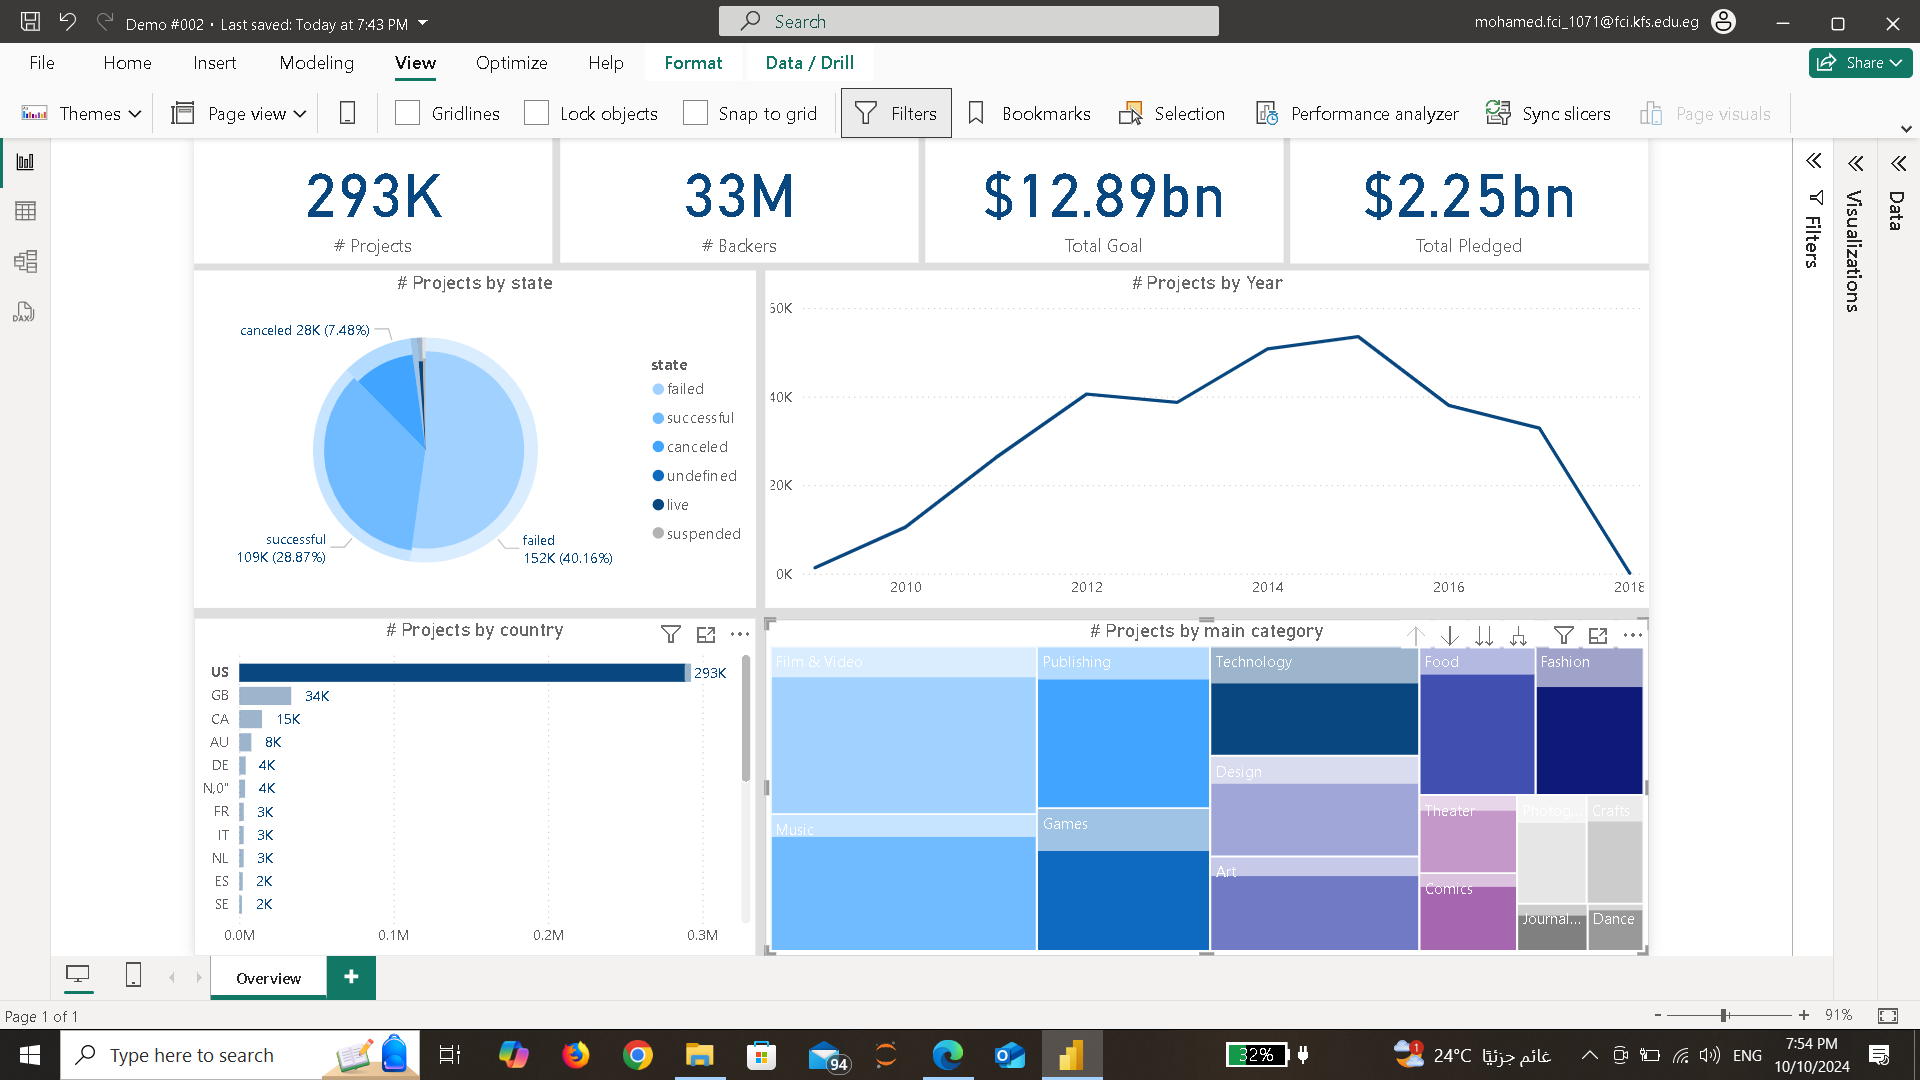 Demo #002 • Last saved: Today at 7:43 PM
Search
mohamed.fci_1071@fci.kfs.edu.eg
File Home Insert Modeling View Optimize Help Format Data / Drill
Share
Themes Page view Gridlines Lock objects Snap to grid Filters Bookmarks Selection Performance analyzer Sync slicers Page visuals
293K
# Projects
33M
# Backers
$12.89bn
Total Goal
$2.25bn
Total Pledged
Filters
Visualizations
Data
DAX
# Projects by state
canceled 28K (7.48%)
successful
109K (28.87%)
failed
152K (40.16%)
state
failed
successful
canceled
undefined
live
suspended
# Projects by Year
60K
40K
20K
0K
2010 2012 2014 2016 2018
# Projects by country
US 293K
GB 34K
CA 15K
AU 8K
DE 4K
N,0" 4K
FR 3K
IT 3K
NL 3K
ES 2K
SE 2K
0.0M 0.1M 0.2M 0.3M
# Projects by main category
Film & Video
Music
Publishing
Games
Technology
Design
Art
Food
Fashion
Theater
Comics
Photog...
Crafts
Journal...
Dance
Overview
Page 1 of 1
91%
Type here to search
94
32%
1
24°C غائم جزئيًا
ENG
7:54 PM
10/10/2024